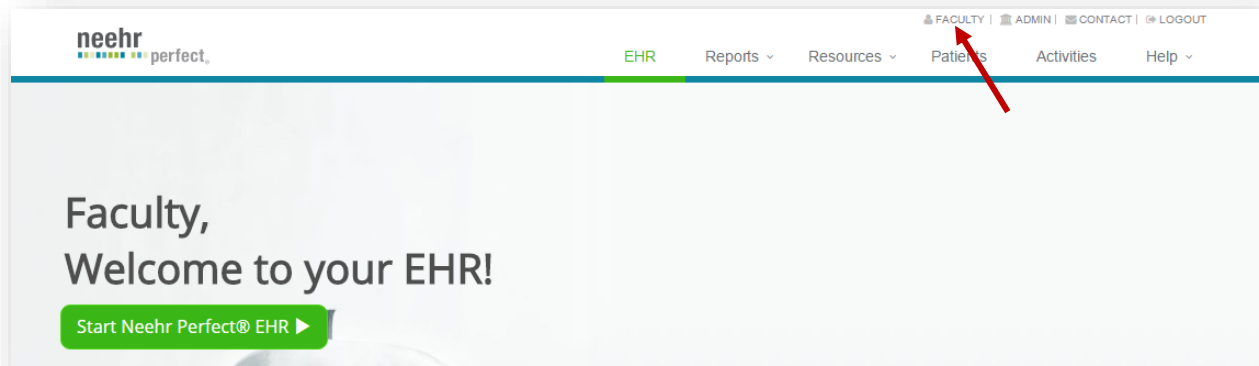 FACULTY | ADMIN | CONTACT | LOGOUT
neehr
perfect®
EHR Reports Resources Patients Activities Help
Faculty,
Welcome to your EHR!
Start Neehr Perfect® EHR